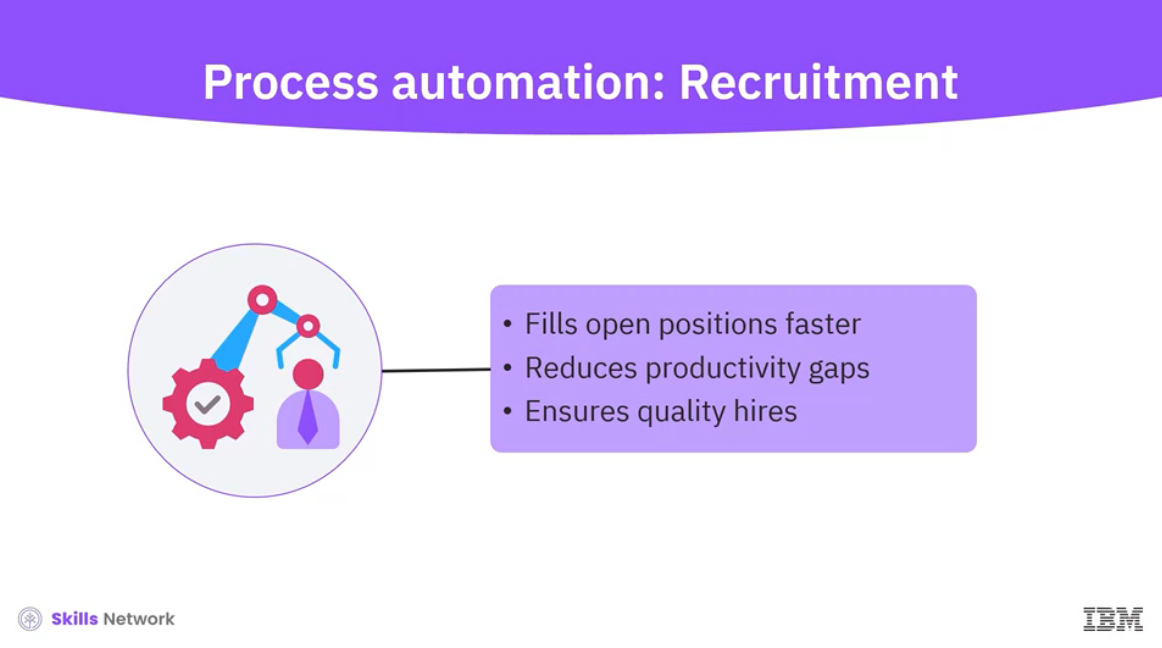 Process automation: Recruitment
• Fills open positions faster
• Reduces productivity gaps
• Ensures quality hires
Skills Network
IBM